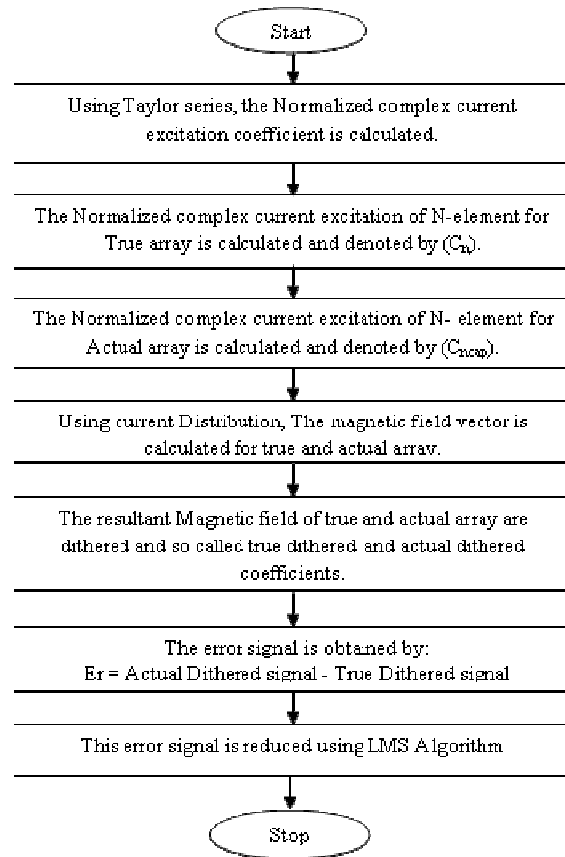 Start
Using Taylor series, the Normalized complex current
excitation coefficient is calculated.
The Normalized complex current excitation of N-element for
True array is calculated and denoted by (Cn).
The Normalized complex current excitation of N- element for
Actual array is calculated and denoted by (Cncap).
Using current Distribution, The magnetic field vector is
calculated for true and actual array.
The resultant Magnetic field of true and actual array are
dithered and so called true dithered and actual dithered
coefficients.
The error signal is obtained by:
Er = Actual Dithered signal - True Dithered signal
This error signal is reduced using LMS Algorithm
Stop